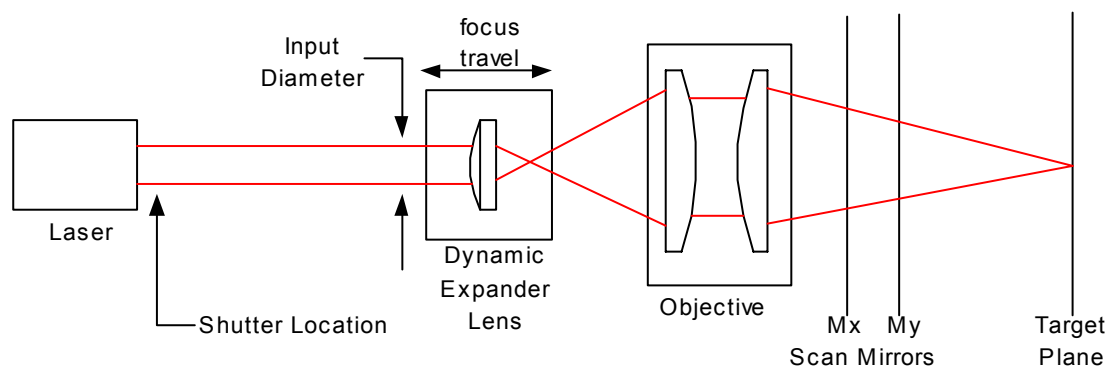 Input
Diameter
focus
travel
Laser
Shutter Location
Dynamic
Expander
Lens
Objective
Mx My
Scan Mirrors
Target
Plane